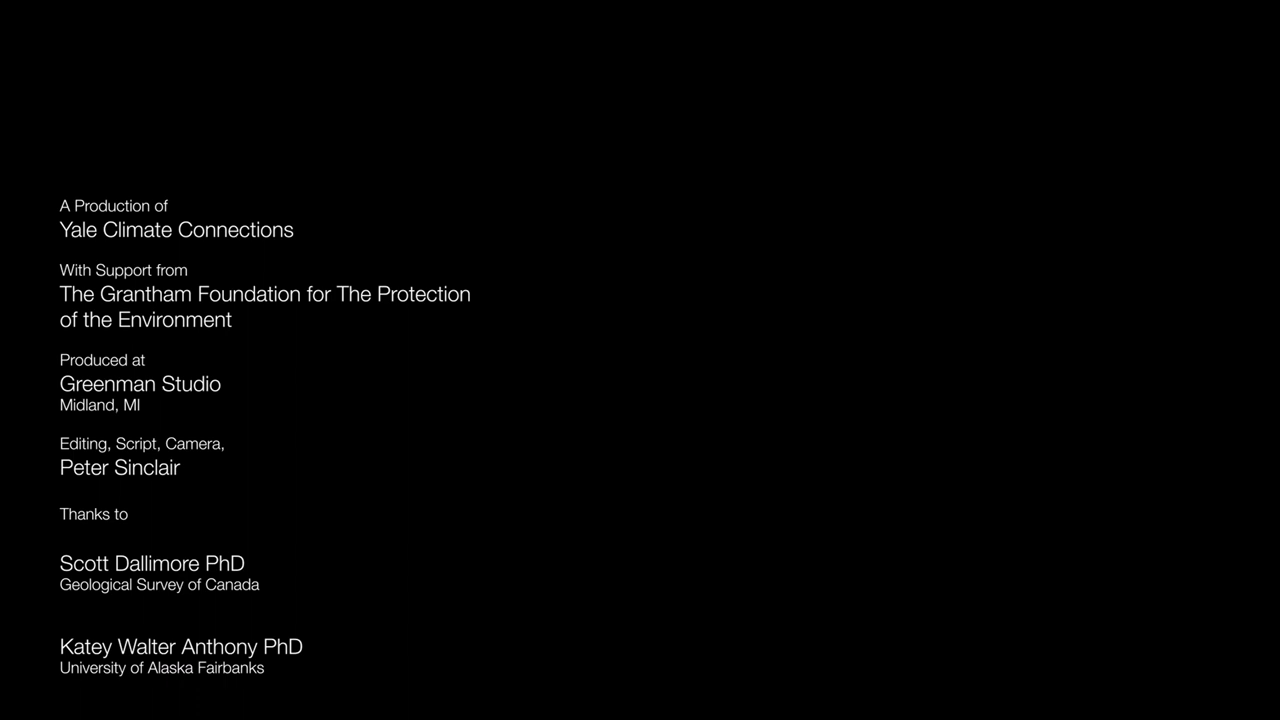 A Production of
Yale Climate Connections
With Support from
The Grantham Foundation for The Protection
of the Environment
Produced at
Greenman Studio
Midland, MI
Editing, Script, Camera,
Peter Sinclair
Thanks to
Scott Dallimore PhD
Geological Survey of Canada
Katey Walter Anthony PhD
University of Alaska Fairbanks